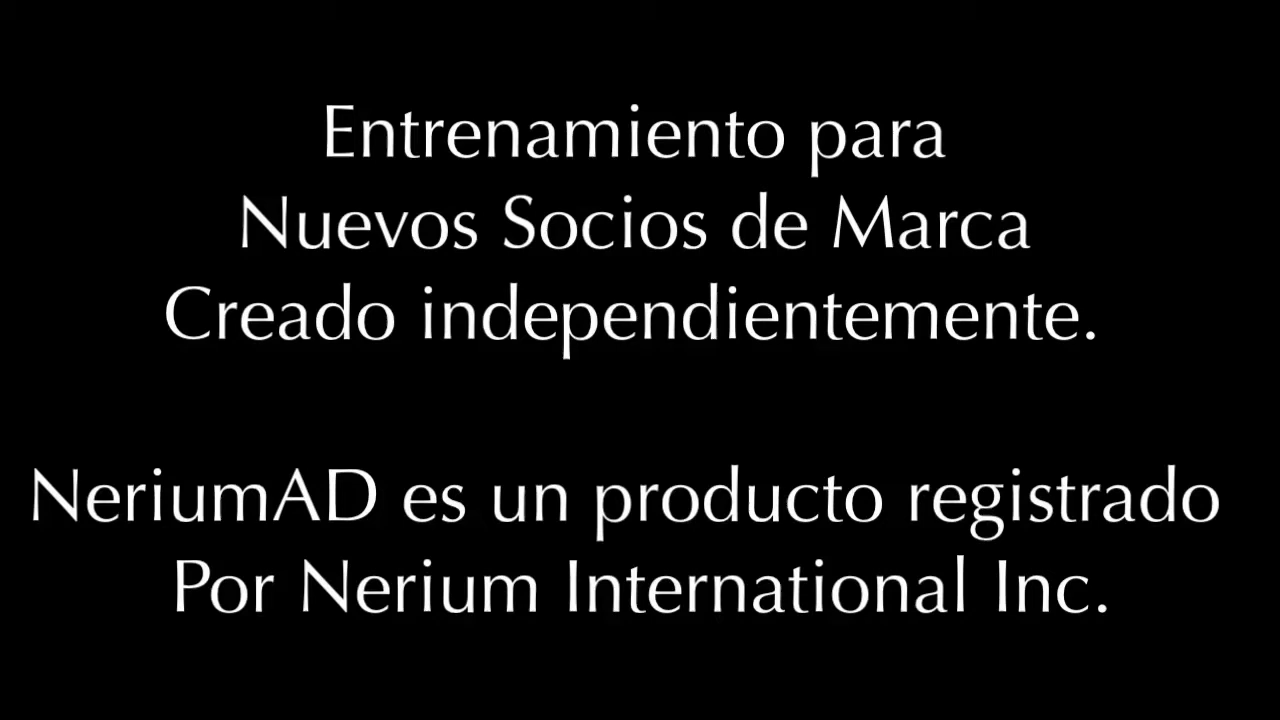 Entrenamiento para
Nuevos Socios de Marca
Creado independientemente.
NeriumAD es un producto registrado
Por Nerium International Inc.